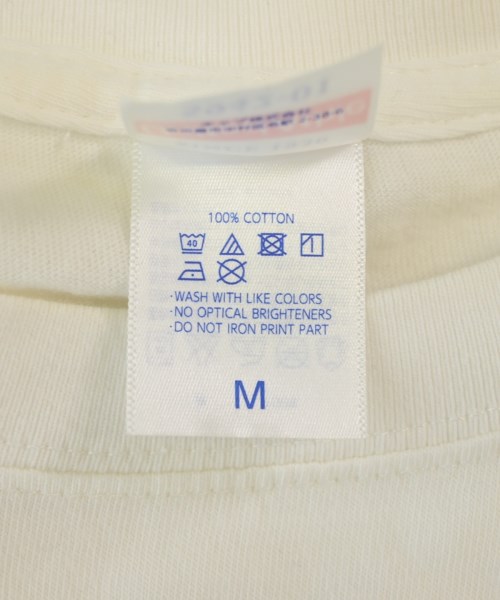 100% COTTON
40
·WASH WITH LIKE COLORS
·NO OPTICAL BRIGHTENERS
·DO NOT IRON PRINT PART
M